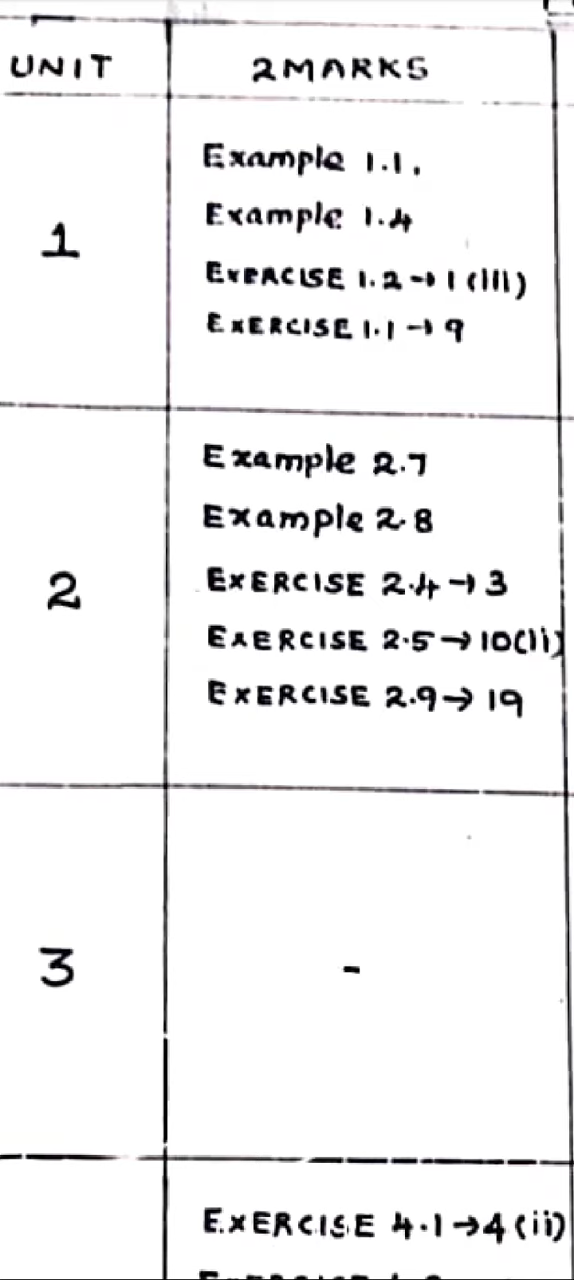 UNIT 2MARKS
1
Example 1.1,
Example 1.4
EXERCISE 1.2→1(iii)
EXERCISE 1.1→9
2
Example 2.7
Example 2.8
EXERCISE 2.4→3
EXERCISE 2.5→10(ii)
EXERCISE 2.9→19
3 -
EXERCISE 4.1→4(ii)